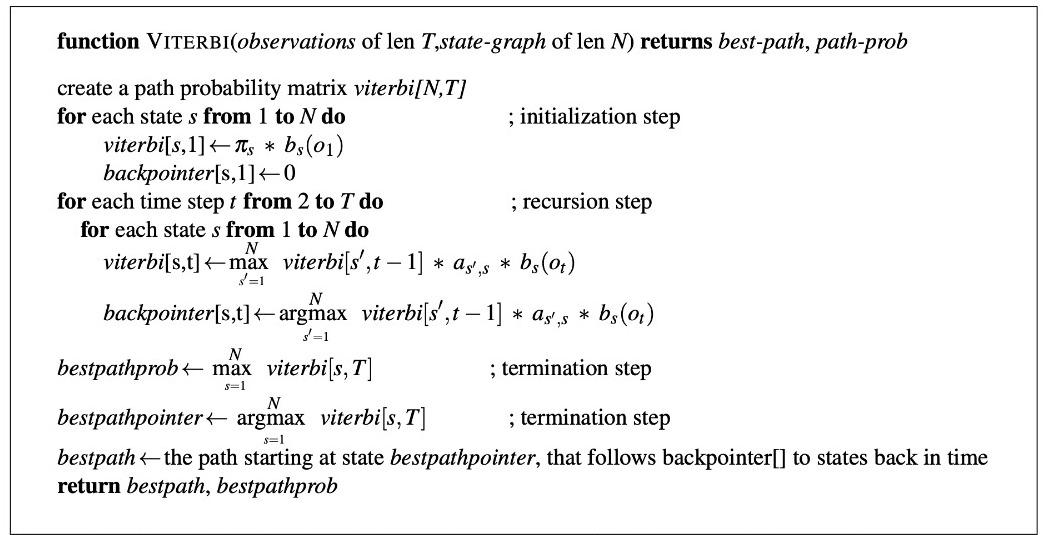 function VITERBI(observations of len T,state-graph of len N) returns best-path, path-prob
create a path probability matrix viterbi[N,T]
for each state s from 1 to N do ; initialization step
viterbi[s,1]←π_s * b_s(o_1)
backpointer[s,1]←0
for each time step t from 2 to T do ; recursion step
for each state s from 1 to N do
viterbi[s,t]←max_{s′=1}^{N} viterbi[s′,t−1] * a_{s′,s} * b_s(o_t)
backpointer[s,t]←argmax_{s′=1}^{N} viterbi[s′,t−1] * a_{s′,s} * b_s(o_t)
bestpathprob← max_{s=1}^{N} viterbi[s,T] ; termination step
bestpathpointer← argmax_{s=1}^{N} viterbi[s,T] ; termination step
bestpath←the path starting at state bestpathpointer, that follows backpointer[] to states back in time
return bestpath, bestpathprob